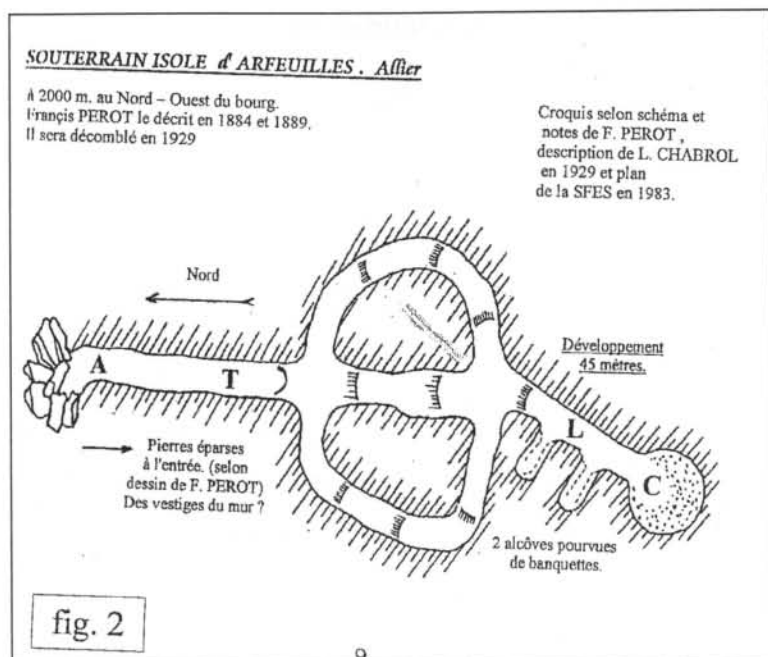 SOUTERRAIN ISOLE d' ARFEUILLES . Allier
À 2000 m. au Nord – Ouest du bourg.
Françis PEROT le décrit en 1884 et 1889.
Il sera décomblé en 1929
Croquis selon schéma et
notes de F. PEROT ,
description de L. CHABROL
en 1929 et plan
de la SFES en 1983.
Nord
Développement
45 mètres.
A
T
L
C
Pierres éparses
à l'entrée. (selon
dessin de F. PEROT)
Des vestiges du mur ?
2 alcôves pourvues
de banquettes.
fig. 2
9